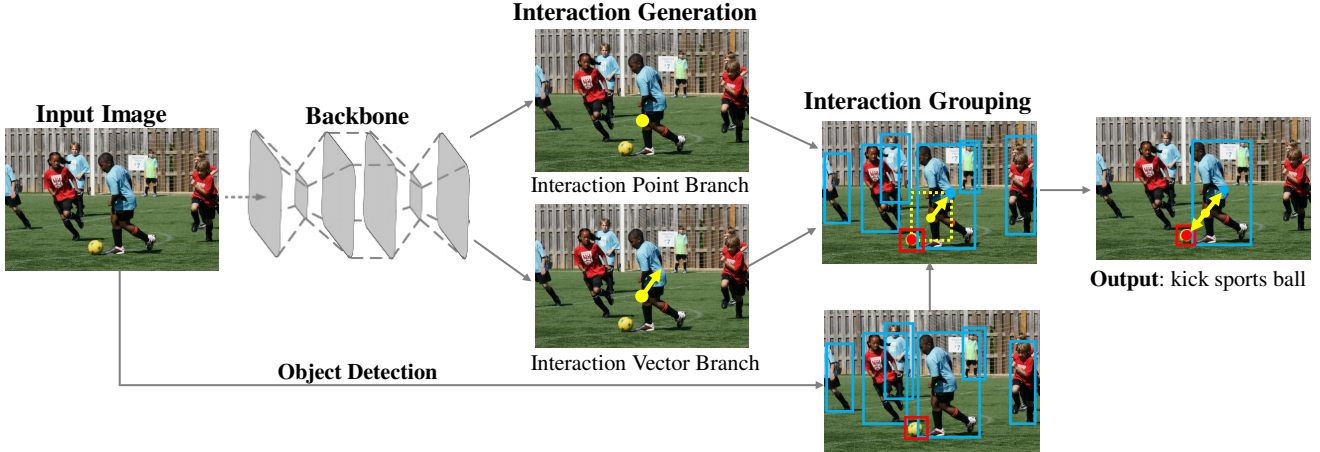 Interaction Generation
Input Image
Backbone
Interaction Point Branch
Interaction Vector Branch
Object Detection
Interaction Grouping
Output: kick sports ball